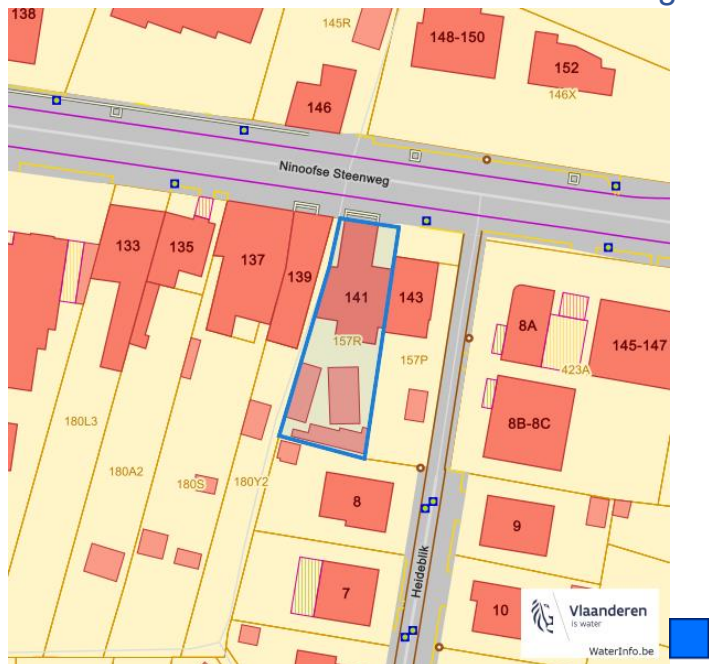 138
145R
148-150
152
146X
146
Ninoofse Steenweg
133
135
137
139
141
143
157R
157P
8A
145-147
423A
8B-8C
180L3
180A2
180S
180Y2
8
9
7
10
Heideblik
Vlaanderen
is water
WaterInfo.be